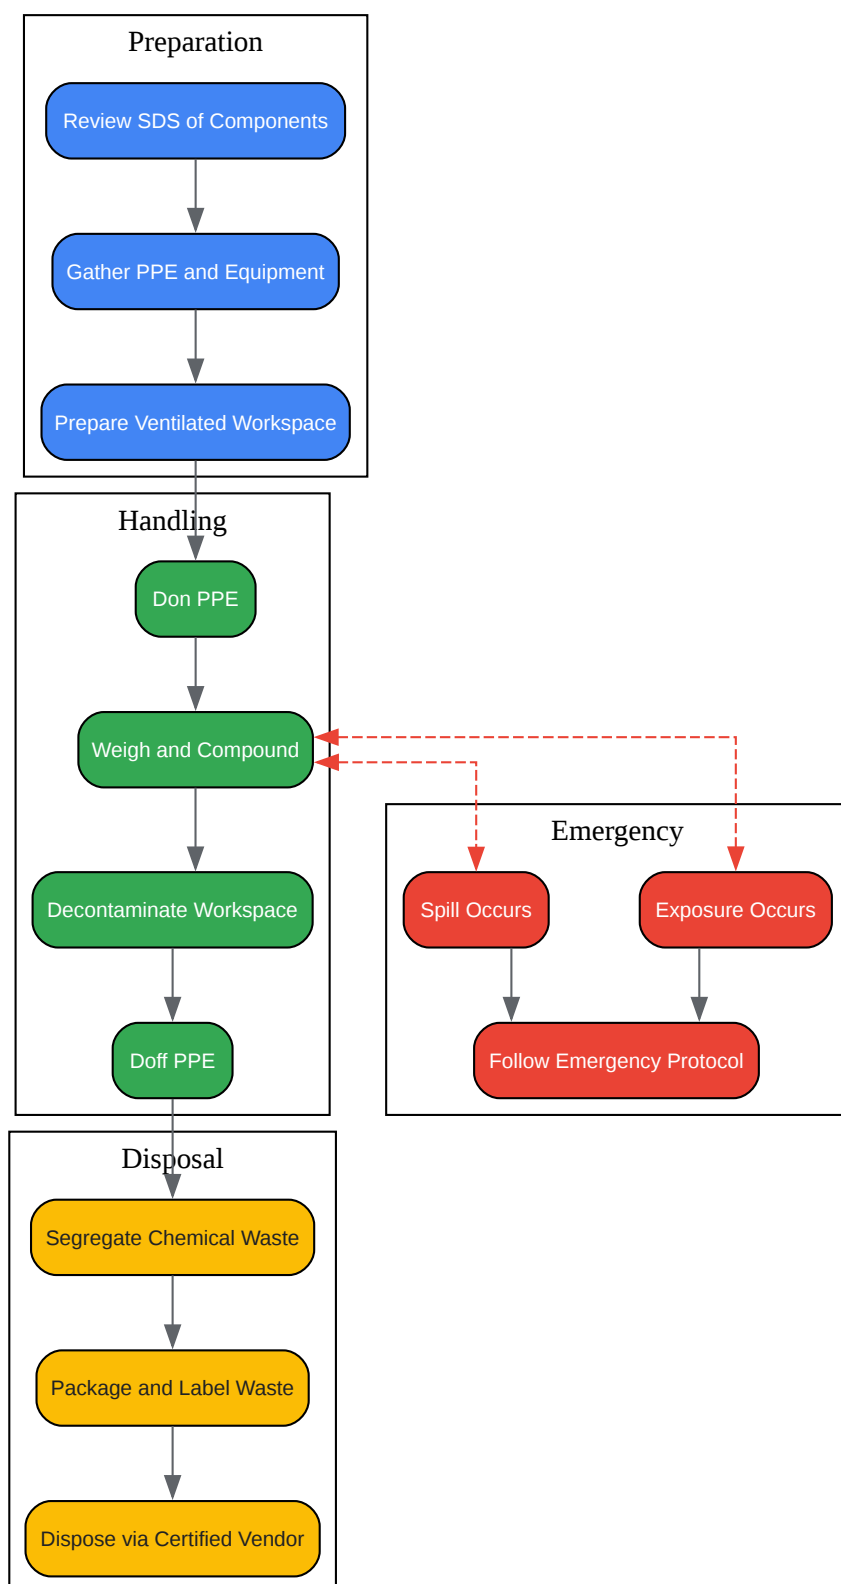 Preparation
Review SDS of Components
Gather PPE and Equipment
Prepare Ventilated Workspace
Handling
Don PPE
Weigh and Compound
Decontaminate Workspace
Doff PPE
Emergency
Spill Occurs
Exposure Occurs
Follow Emergency Protocol
Disposal
Segregate Chemical Waste
Package and Label Waste
Dispose via Certified Vendor